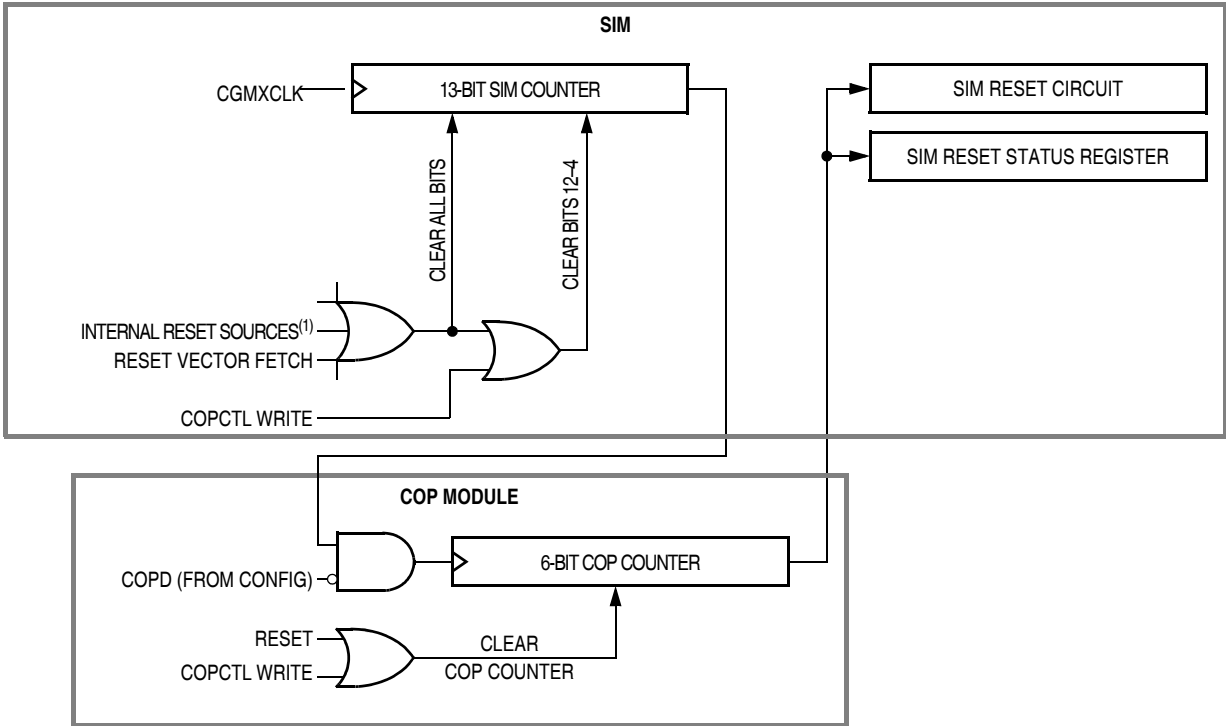 SIM
CGMXCLK
13-BIT SIM COUNTER
SIM RESET CIRCUIT
SIM RESET STATUS REGISTER
CLEAR ALL BITS
CLEAR BITS 12–4
INTERNAL RESET SOURCES(1)
RESET VECTOR FETCH
COPCTL WRITE
COP MODULE
6-BIT COP COUNTER
COPD (FROM CONFIG)
RESET
COPCTL WRITE
CLEAR
COP COUNTER